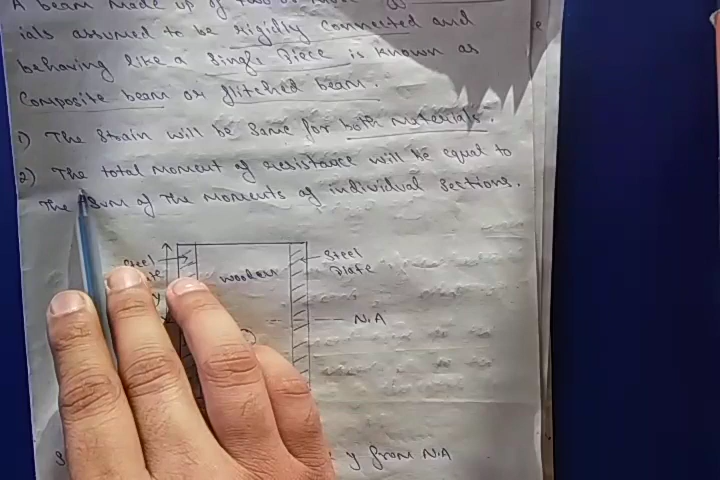 A beam made up of two or more
ials assumed to be rigidly connected and
behaving like a single piece is known as
Composite beam or flitched beam.
1) The Strain will be same for both materials.
2) The total moment of resistance will be equal to
The sum of the moments of individual sections.
Steel
Steel
wooden
Plate
y
N.A
y from N.A